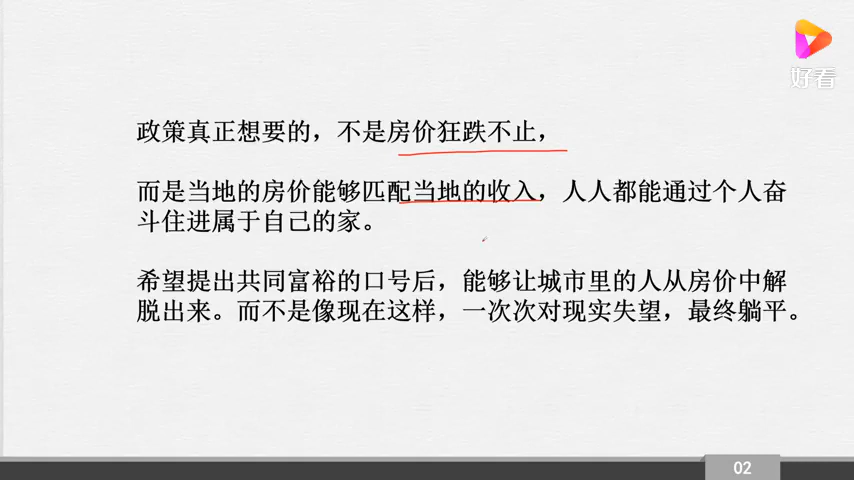 好看
政策真正想要的，不是房价狂跌不止，
而是当地的房价能够匹配当地的收入，人人都能通过个人奋
斗住进属于自己的家。
希望提出共同富裕的口号后，能够让城市里的人从房价中解
脱出来。而不是像现在这样，一次次对现实失望，最终躺平。
02